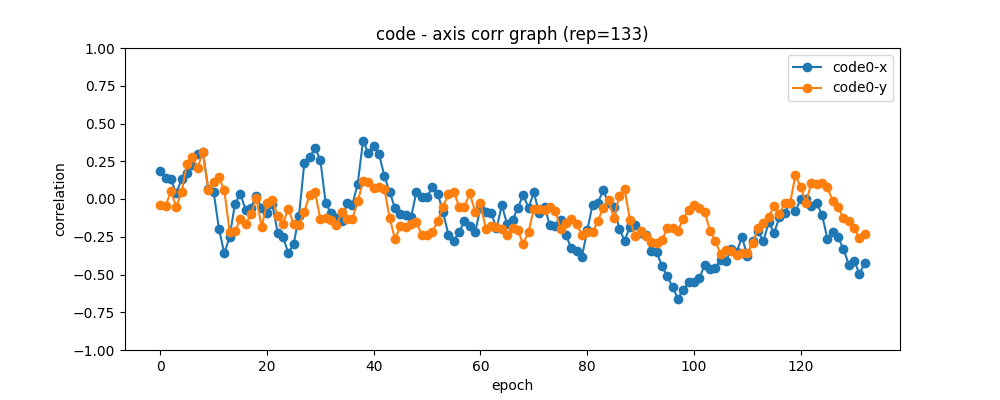 code - axis corr graph (rep=133)
1.00
0.75
0.50
0.25
0.00
−0.25
−0.50
−0.75
−1.00
correlation
code0-x
code0-y
0 20 40 60 80 100 120
epoch